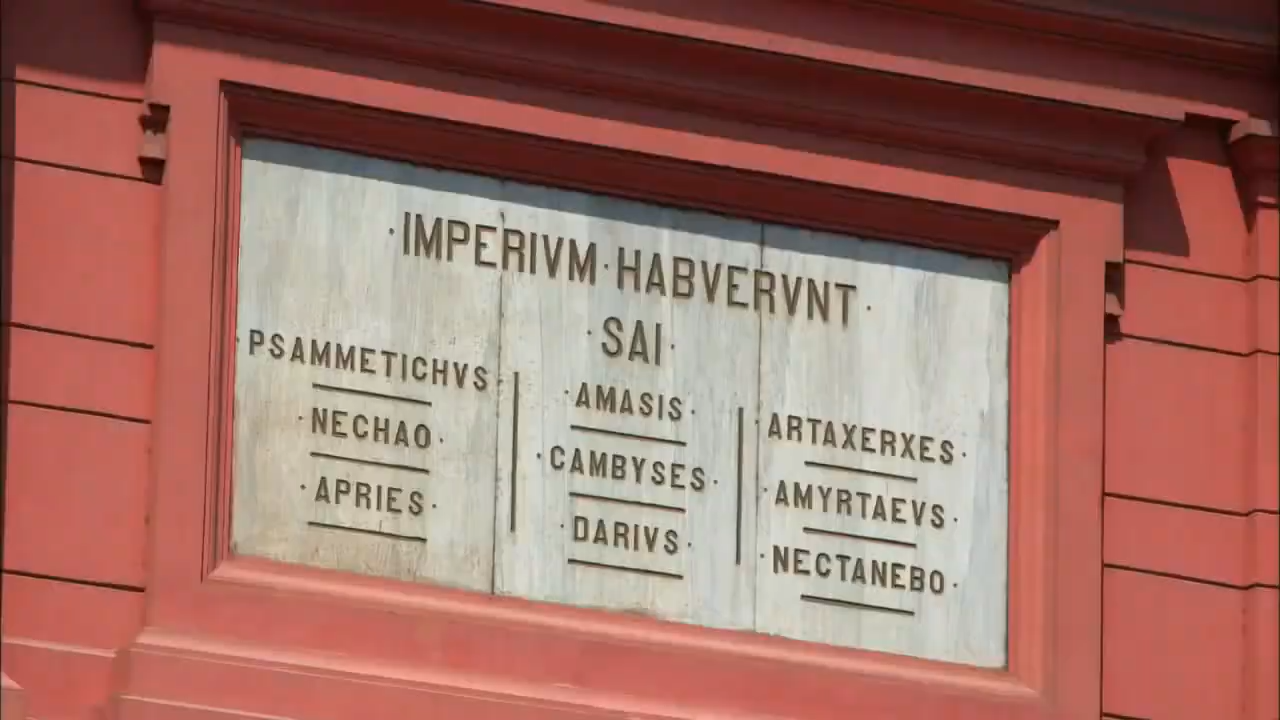 ·IMPERIVM·HABVERVNT·
·SAI·
·PSAMMETICHVS·
·NECHAO·
·APRIES·
·AMASIS·
·CAMBYSES·
·DARIVS·
·ARTAXERXES·
·AMYRTAEVS·
·NECTANEBO·